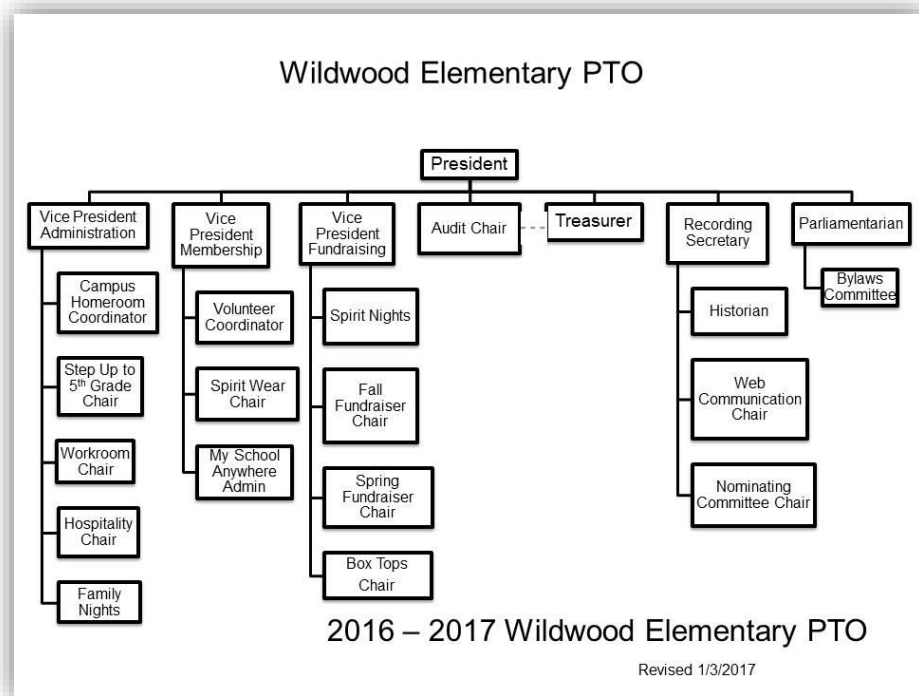 Wildwood Elementary PTO
President
Vice President
Administration
Vice
President
Membership
Vice
President
Fundraising
Audit Chair
Treasurer
Recording
Secretary
Parliamentarian
Campus
Homeroom
Coordinator
Step Up to
5th Grade
Chair
Workroom
Chair
Hospitality
Chair
Family
Nights
Volunteer
Coordinator
Spirit Wear
Chair
My School
Anywhere
Admin
Spirit Nights
Fall
Fundraiser
Chair
Spring
Fundraiser
Chair
Box Tops
Chair
Historian
Web
Communication
Chair
Nominating
Committee Chair
Bylaws
Committee
2016 – 2017 Wildwood Elementary PTO
Revised 1/3/2017